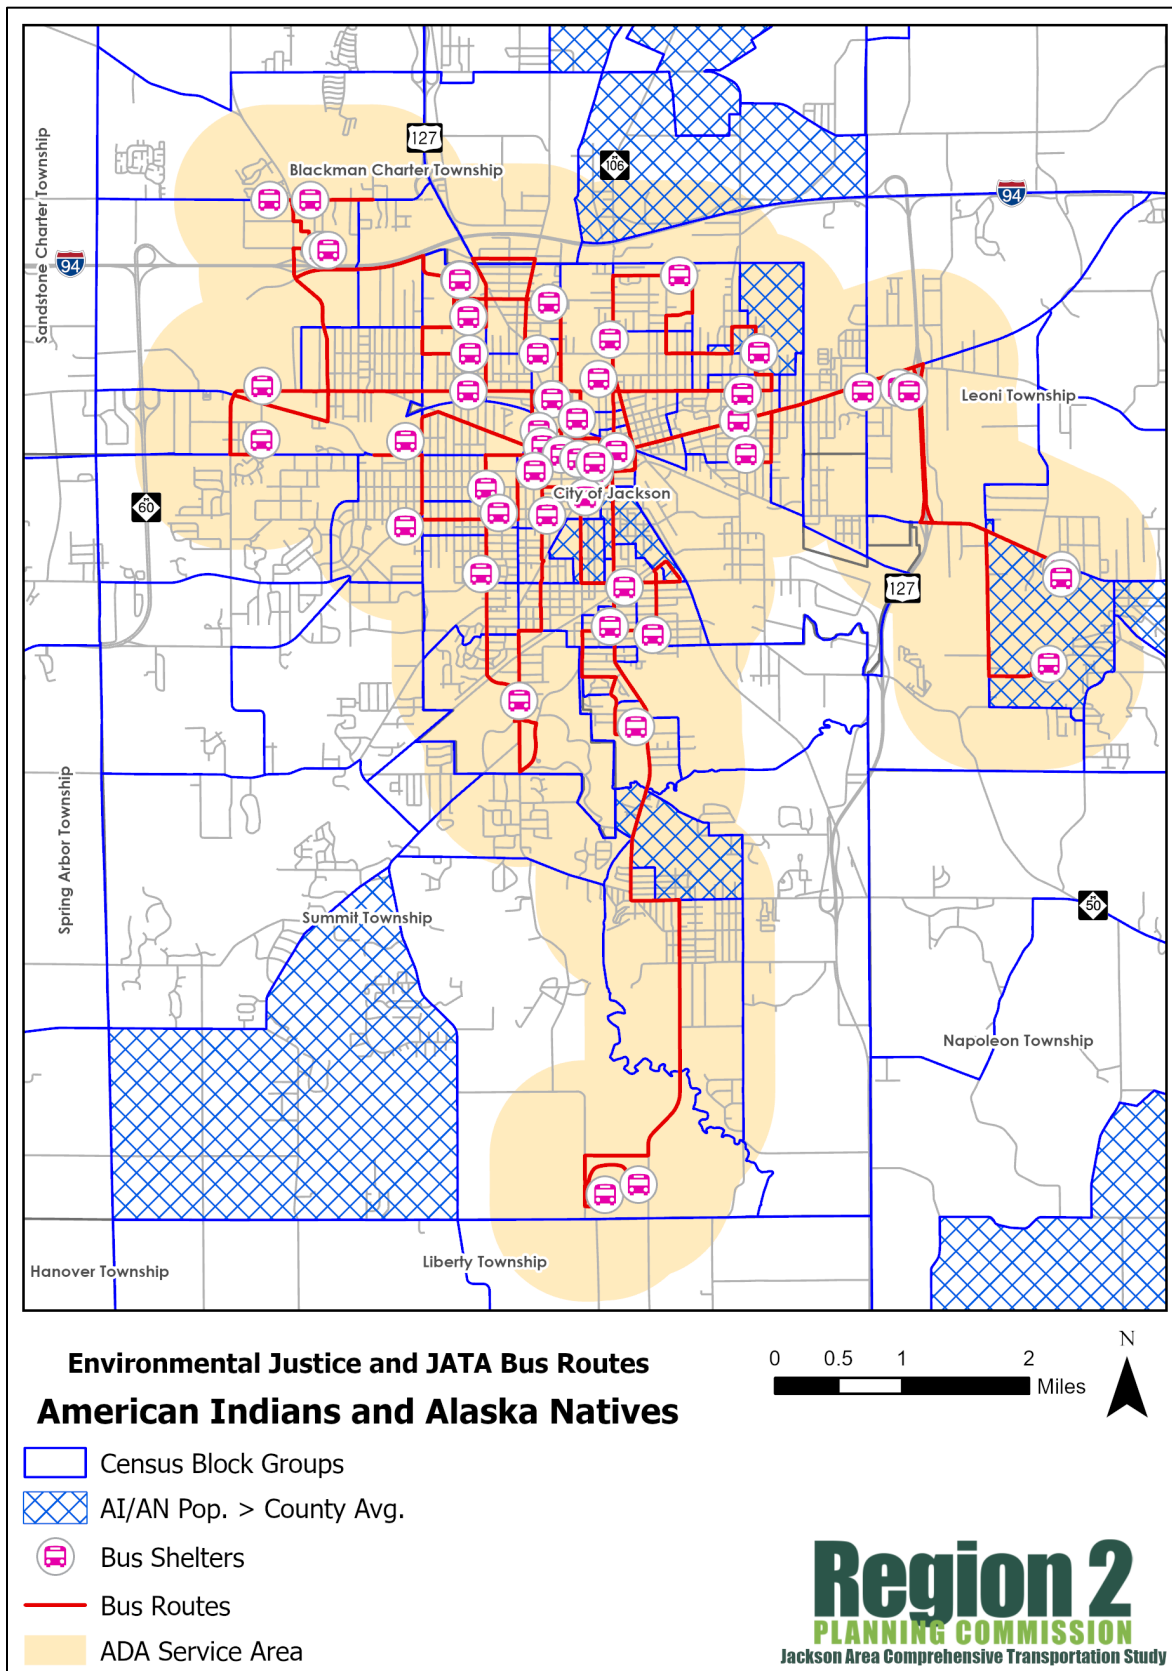 127
M
106
Blackman Charter Township
94
Sandstone Charter Township
94
Leoni Township
M
60
City of Jackson
127
Spring Arbor Township
M
50
Summit Township
Napoleon Township
Liberty Township
Hanover Township
Environmental Justice and JATA Bus Routes
American Indians and Alaska Natives
0 0.5 1 2
Miles
N
Census Block Groups
AI/AN Pop. > County Avg.
Bus Shelters
Bus Routes
ADA Service Area
Region 2
PLANNING COMMISSION
Jackson Area Comprehensive Transportation Study